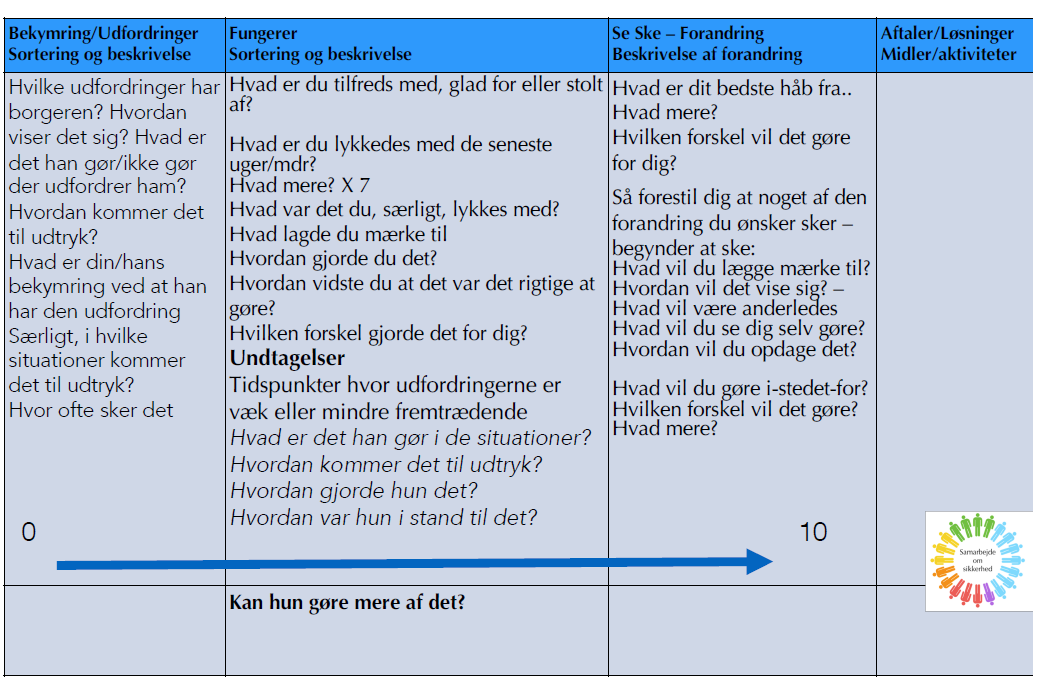 Bekymring/Udfordringer
Sortering og beskrivelse
Fungerer
Sortering og beskrivelse
Se Ske – Forandring
Beskrivelse af forandring
Aftaler/Løsninger
Midler/aktiviteter
Hvilke udfordringer har
borgeren? Hvordan
viser det sig? Hvad er
det han gør/ikke gør
der udfordrer ham?
Hvordan kommer det
til udtryk?
Hvad er din/hans
bekymring ved at han
har den udfordring
Særligt, i hvilke
situationer kommer
det til udtryk?
Hvor ofte sker det
0
Hvad er du tilfreds med, glad for eller stolt
af?
Hvad er du lykkedes med de seneste
uger/mdr?
Hvad mere? X 7
Hvad var det du, særligt, lykkes med?
Hvad lagde du mærke til
Hvordan gjorde du det?
Hvordan vidste du at det var det rigtige at
gøre?
Hvilken forskel gjorde det for dig?
Undtagelser
Tidspunkter hvor udfordringerne er
væk eller mindre fremtrædende
Hvad er det han gør i de situationer?
Hvordan kommer det til udtryk?
Hvordan gjorde hun det?
Hvordan var hun i stand til det?
Hvad er dit bedste håb fra..
Hvad mere?
Hvilken forskel vil det gøre
for dig?
Så forestil dig at noget af den
forandring du ønsker sker –
begynder at ske:
Hvad vil du lægge mærke til?
Hvordan vil det vise sig? –
Hvad vil være anderledes
Hvad vil du se dig selv gøre?
Hvordan vil du opdage det?
Hvad vil du gøre i-stedet-for?
Hvilken forskel vil det gøre?
Hvad mere?
10
Samarbejde
om
sikkerhed
Kan hun gøre mere af det?